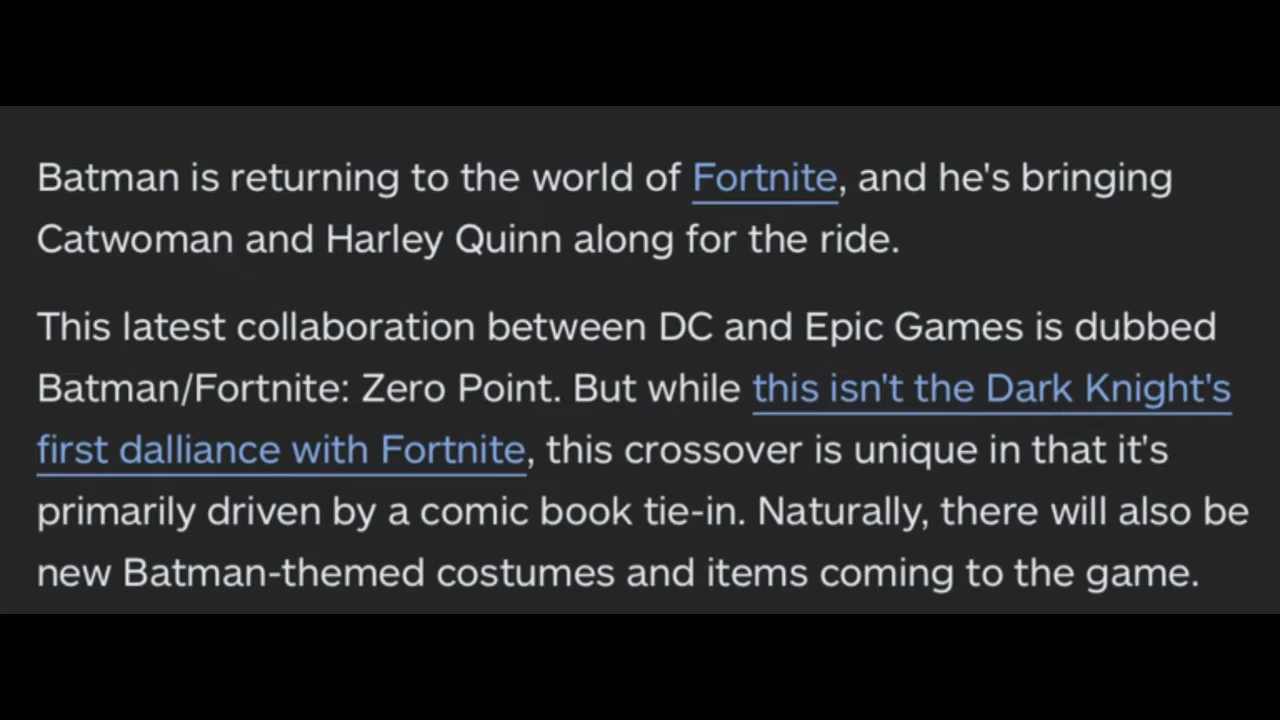 Batman is returning to the world of Fortnite, and he's bringing
Catwoman and Harley Quinn along for the ride.
This latest collaboration between DC and Epic Games is dubbed
Batman/Fortnite: Zero Point. But while this isn't the Dark Knight's
first dalliance with Fortnite, this crossover is unique in that it's
primarily driven by a comic book tie-in. Naturally, there will also be
new Batman-themed costumes and items coming to the game.